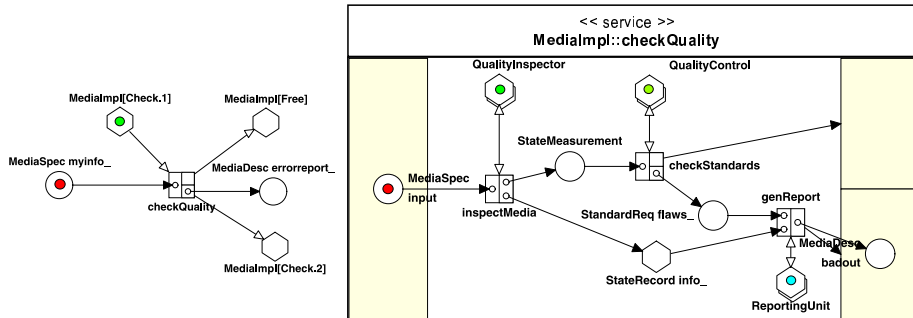 << service >>
MediaImpl::checkQuality
MediaImpl[Check.1]
MediaImpl[Free]
MediaSpec myinfo_
MediaDesc errorreport_
checkQuality
MediaImpl[Check.2]
QualityInspector
QualityControl
StateMeasurement
checkStandards
MediaSpec
input
inspectMedia
StandardReq flaws_
genReport
StateRecord info_
MediaDesc
badout
ReportingUnit